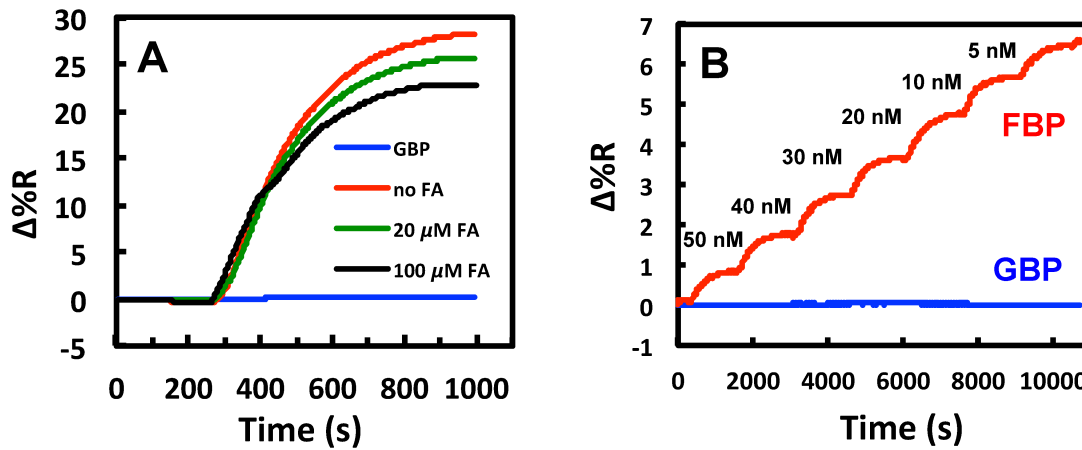 A
Δ%R
30
25
20
15
10
5
0
-5
0 200 400 600 800 1000
Time (s)
GBP
no FA
20 µM FA
100 µM FA
B
Δ%R
7
6
5
4
3
2
1
0
-1
0 2000 4000 6000 8000 10000
Time (s)
50 nM
40 nM
30 nM
20 nM
10 nM
5 nM
FBP
GBP